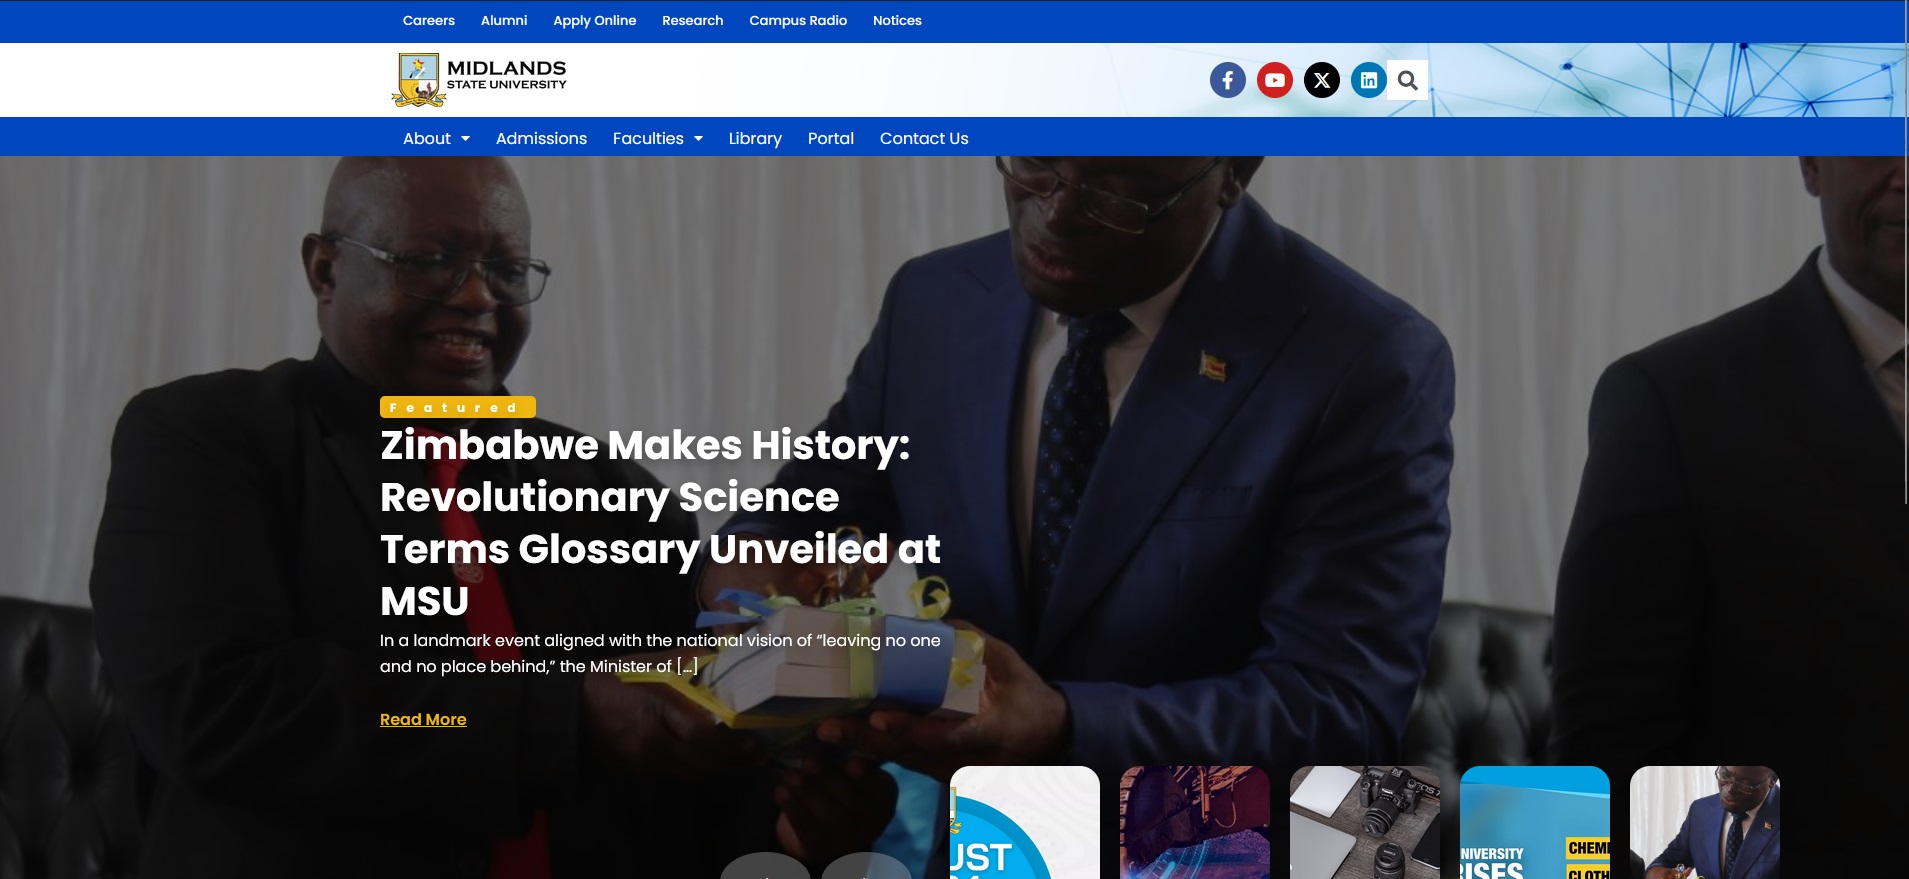 Careers Alumni Apply Online Research Campus Radio Notices
MIDLANDS
STATE UNIVERSITY
About Admissions Faculties Library Portal Contact Us
Featured
Zimbabwe Makes History:
Revolutionary Science
Terms Glossary Unveiled at
MSU
In a landmark event aligned with the national vision of “leaving no one
and no place behind,” the Minister of [...]
Read More
UST
NIVERSITY
ISES
CHEMI
CLOTH